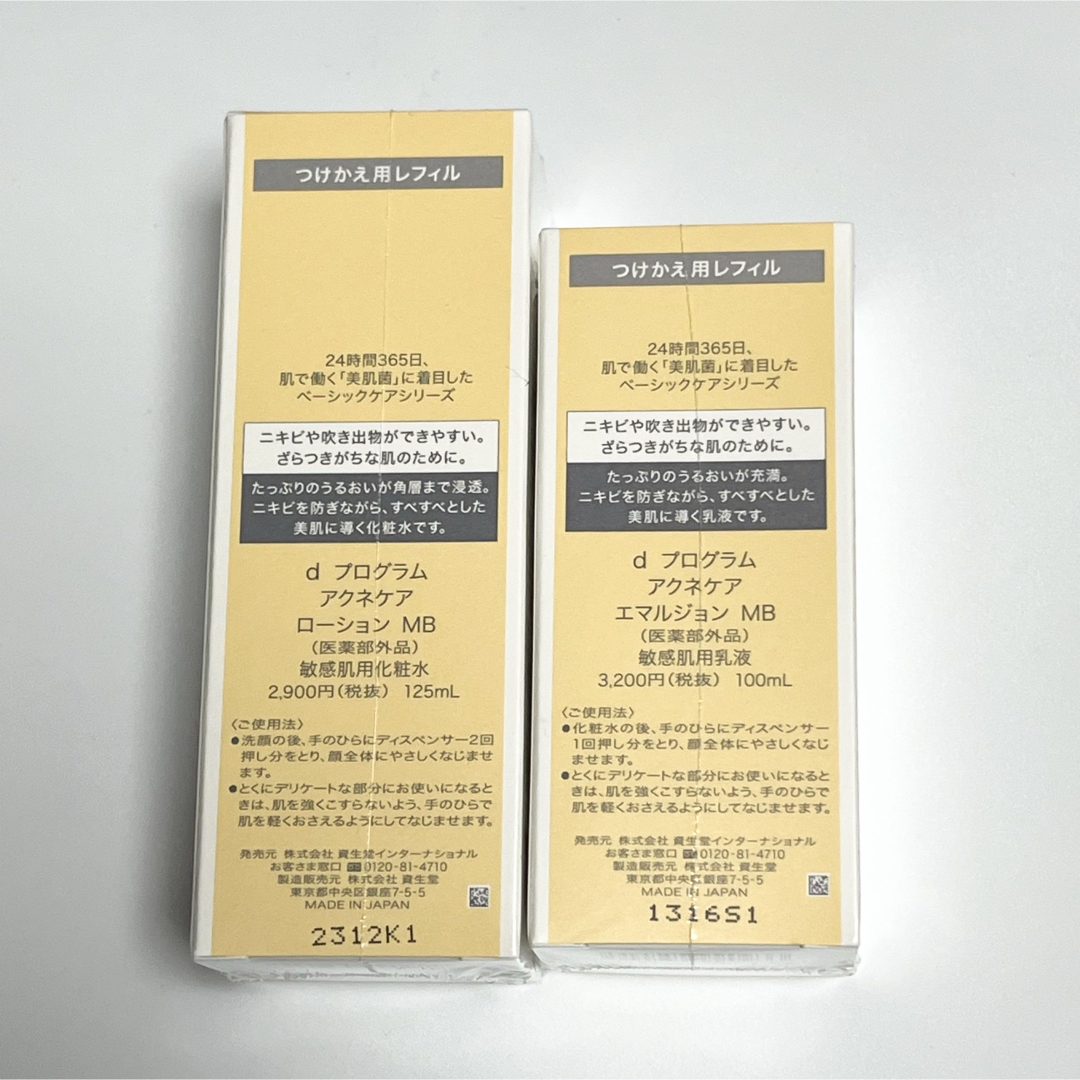 つけかえ用レフィル
24時間365日、
肌で働く「美肌菌」に着目した
ベーシックケアシリーズ
ニキビや吹き出物ができやすい。
ざらつきがちな肌のために。
たっぷりのうるおいが角層まで浸透。
ニキビを防ぎながら、すべすべとした
美肌に導く化粧水です。
d プログラム
アクネケア
ローション MB
（医薬部外品）
敏感肌用化粧水
2,900円（税抜） 125mL
〈ご使用法〉
●洗顔の後、手のひらにディスペンサー2回
押し分をとり、顔全体にやさしくなじませ
ます。
●とくにデリケートな部分にお使いになると
きは、肌を強くこすらないよう、手のひらで
肌を軽くおさえるようにしてなじませます。
発売元 株式会社 資生堂インターナショナル
お客さま窓口 0120-81-4710
製造販売元 株式会社 資生堂
東京都中央区銀座7-5-5
MADE IN JAPAN
2312K1
つけかえ用レフィル
24時間365日、
肌で働く「美肌菌」に着目した
ベーシックケアシリーズ
ニキビや吹き出物ができやすい。
ざらつきがちな肌のために。
たっぷりのうるおいが充満。
ニキビを防ぎながら、すべすべとした
美肌に導く乳液です。
d プログラム
アクネケア
エマルジョン MB
（医薬部外品）
敏感肌用乳液
3,200円（税抜） 100mL
〈ご使用法〉
●化粧水の後、手のひらにディスペンサー
1回押し分をとり、顔全体にやさしくなじ
ませます。
●とくにデリケートな部分にお使いになると
きは、肌を強くこすらないよう、手のひらで
肌を軽くおさえるようにしてなじませます。
発売元 株式会社 資生堂インターナショナル
お客さま窓口 0120-81-4710
製造販売元 株式会社 資生堂
東京都中央区銀座7-5-5
MADE IN JAPAN
1316S1